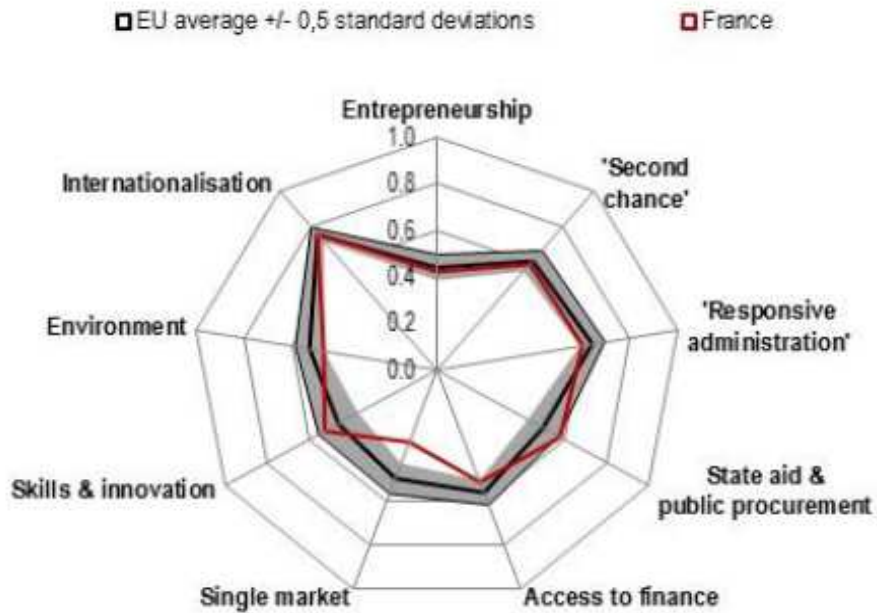 EU average +/- 0,5 standard deviations
France
Entrepreneurship
1.0
'Second
chance'
Internationalisation
0.8
0.6
0.4
Environment
'Responsive
administration'
0.2
0.0
Skills & innovation
State aid &
public procurement
Single market
Access to finance